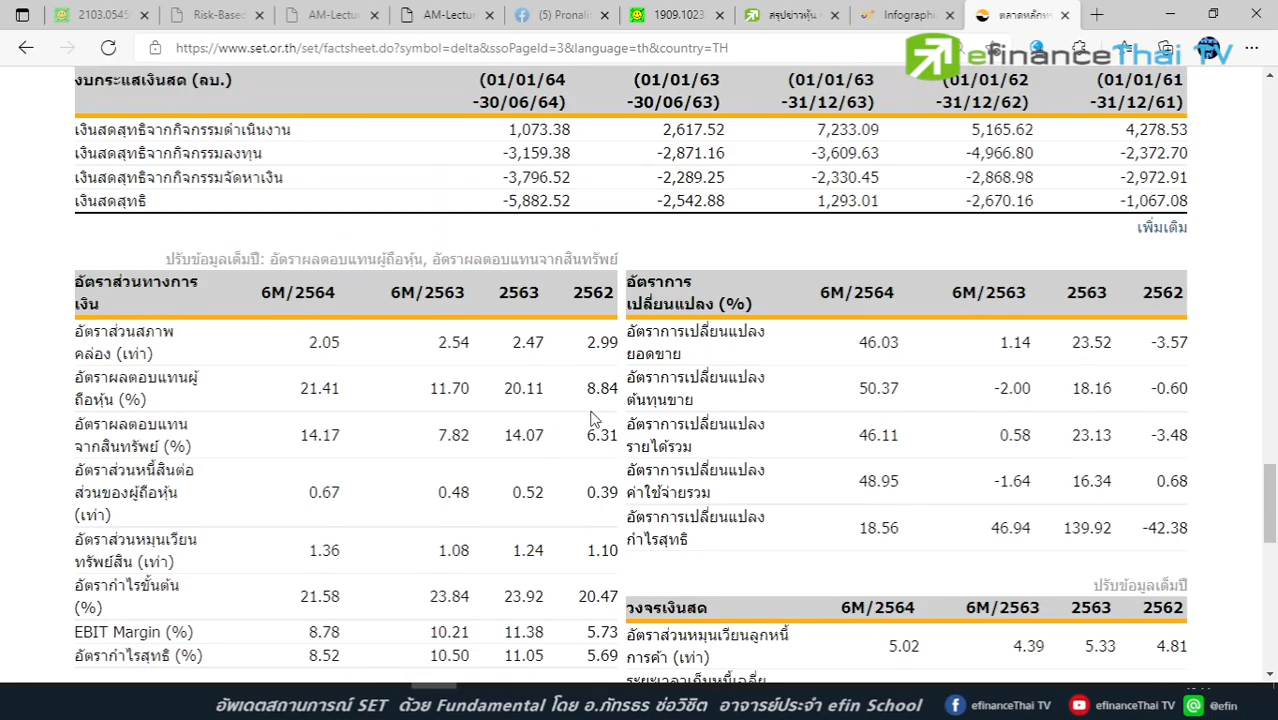 2103.0545
Risk-Based
AM-Lectu
AM-Lectur
(5) Pronali
1909.1023
สรุปข่าวหุ้น
Infographi
ตลาดหลักทร
https://www.set.or.th/set/factsheet.do?symbol=delta&ssoPageId=3&language=th&country=TH
efinanceThai TV
งบกระแสเงินสด (ลบ.) (01/01/64 (01/01/63 (01/01/63 (01/01/62 (01/01/61
-30/06/64) -30/06/63) -31/12/63) -31/12/62) -31/12/61)
เงินสดสุทธิจากกิจกรรมดำเนินงาน 1,073.38 2,617.52 7,233.09 5,165.62 4,278.53
เงินสดสุทธิจากกิจกรรมลงทุน -3,159.38 -2,871.16 -3,609.63 -4,966.80 -2,372.70
เงินสดสุทธิจากกิจกรรมจัดหาเงิน -3,796.52 -2,289.25 -2,330.45 -2,868.98 -2,972.91
เงินสดสุทธิ -5,882.52 -2,542.88 1,293.01 -2,670.16 -1,067.08
เพิ่มเติม
ปรับข้อมูลเต็มปี: อัตราผลตอบแทนผู้ถือหุ้น, อัตราผลตอบแทนจากสินทรัพย์
อัตราส่วนทางการ
เงิน 6M/2564 6M/2563 2563 2562
อัตราส่วนสภาพ
คล่อง (เท่า) 2.05 2.54 2.47 2.99
อัตราผลตอบแทนผู้
ถือหุ้น (%) 21.41 11.70 20.11 8.84
อัตราผลตอบแทน
จากสินทรัพย์ (%) 14.17 7.82 14.07 6.31
อัตราส่วนหนี้สินต่อ
ส่วนของผู้ถือหุ้น 0.67 0.48 0.52 0.39
(เท่า)
อัตราส่วนหมุนเวียน
ทรัพย์สิน (เท่า) 1.36 1.08 1.24 1.10
อัตรากำไรขั้นต้น
(%) 21.58 23.84 23.92 20.47
EBIT Margin (%) 8.78 10.21 11.38 5.73
อัตรากำไรสุทธิ (%) 8.52 10.50 11.05 5.69
อัตราการ
เปลี่ยนแปลง (%) 6M/2564 6M/2563 2563 2562
อัตราการเปลี่ยนแปลง
ยอดขาย 46.03 1.14 23.52 -3.57
อัตราการเปลี่ยนแปลง
ต้นทุนขาย 50.37 -2.00 18.16 -0.60
อัตราการเปลี่ยนแปลง
รายได้รวม 46.11 0.58 23.13 -3.48
อัตราการเปลี่ยนแปลง
ค่าใช้จ่ายรวม 48.95 -1.64 16.34 0.68
อัตราการเปลี่ยนแปลง
กำไรสุทธิ 18.56 46.94 139.92 -42.38
ปรับข้อมูลเต็มปี
วงจรเงินสด 6M/2564 6M/2563 2563 2562
อัตราส่วนหมุนเวียนลูกหนี้
การค้า (เท่า) 5.02 4.39 5.33 4.81
อัพเดตสถานการณ์ SET ด้วย Fundamental โดย อ.ภัทรธร ช่อวิชิต อาจารย์ประจำ efin School
efinanceThai TV
efinanceThai TV
@efin